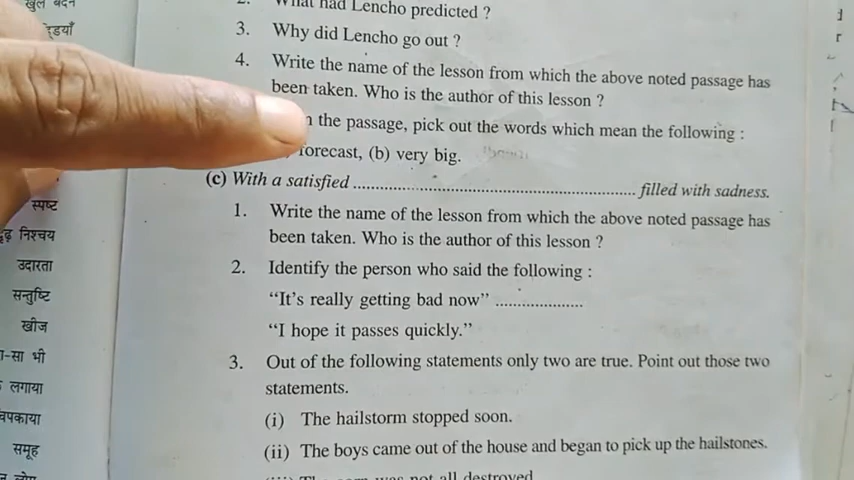 खुले बदन
What had Lencho predicted ?
3. Why did Lencho go out ?
4. Write the name of the lesson from which the above noted passage has
been taken. Who is the author of this lesson ?
the passage, pick out the words which mean the following :
forecast, (b) very big.
(c) With a satisfied ........................................................ filled with sadness.
1. Write the name of the lesson from which the above noted passage has
been taken. Who is the author of this lesson ?
2. Identify the person who said the following :
“It’s really getting bad now” ...................
“I hope it passes quickly.”
3. Out of the following statements only two are true. Point out those two
statements.
(i) The hailstorm stopped soon.
(ii) The boys came out of the house and began to pick up the hailstones.
was not all destroyed
स्पष्ट
निश्चय
उदारता
सन्तुष्टि
खीज
-सा भी
लगाया
चिपकाया
समूह